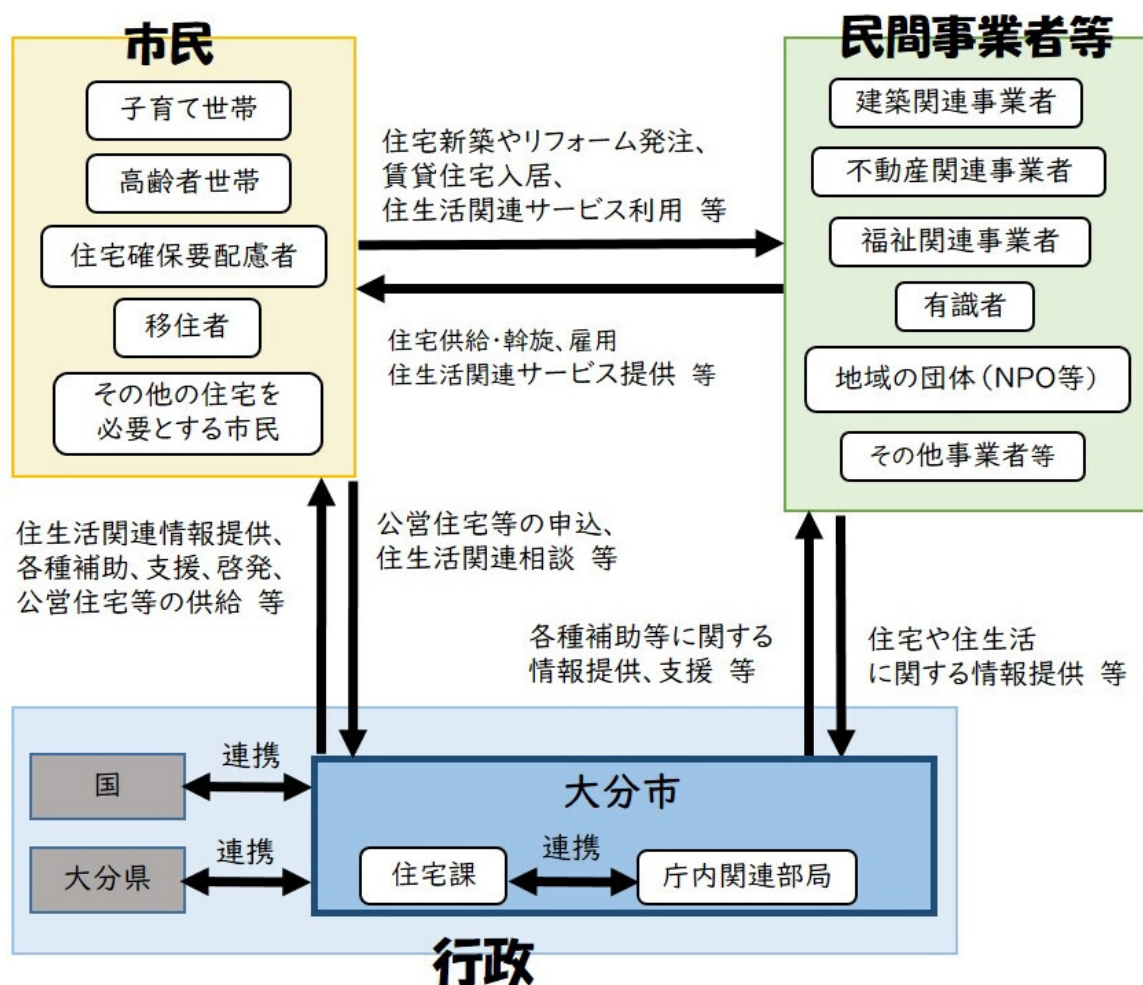 市民
子育て世帯
高齢者世帯
住宅確保要配慮者
移住者
その他の住宅を
必要とする市民
住宅新築やリフォーム発注、
賃貸住宅入居、
住生活関連サービス利用 等
住宅供給・斡旋、雇用
住生活関連サービス提供 等
民間事業者等
建築関連事業者
不動産関連事業者
福祉関連事業者
有識者
地域の団体（NPO等）
その他事業者等
住生活関連情報提供、
各種補助、支援、啓発、
公営住宅等の供給 等
公営住宅等の申込、
住生活関連相談 等
各種補助等に関する
情報提供、支援 等
住宅や住生活
に関する情報提供 等
国
連携
大分県
連携
大分市
住宅課
連携
庁内関連部局
行政